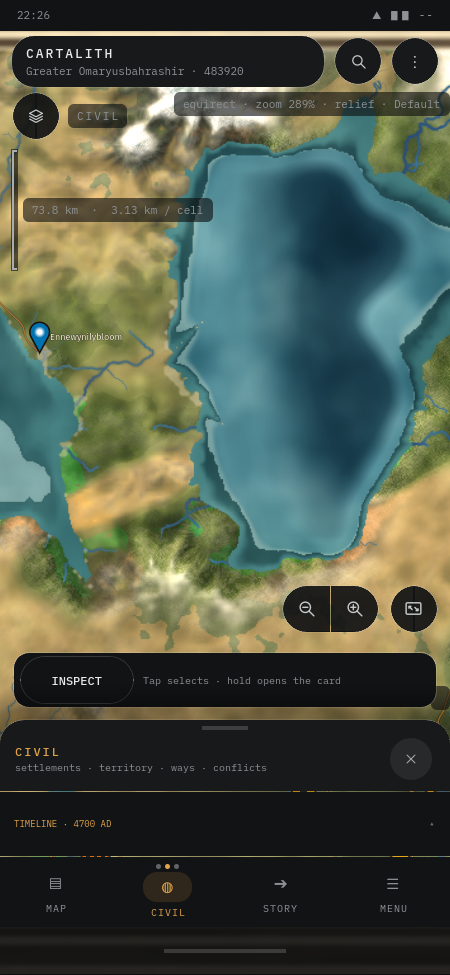 22:26
CARTALITH
Greater Omaryusbahrashir · 483920
equirect · zoom 289% · relief · Default
CIVIL
73.8 km · 3.13 km / cell
Ennewynilybloom
INSPECT
Tap selects · hold opens the card
CIVIL
settlements · territory · ways · conflicts
TIMELINE · 4700 AD
MAP
CIVIL
STORY
MENU